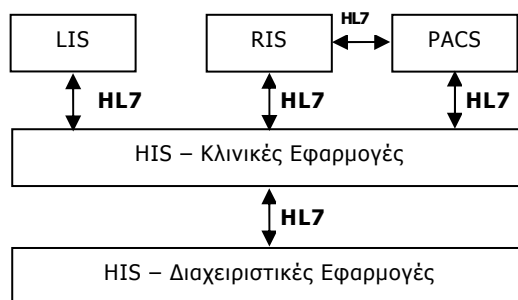 HL7
LIS RIS PACS
HL7 HL7 HL7
HIS – Κλινικές Εφαρμογές
HL7
HIS – Διαχειριστικές Εφαρμογές